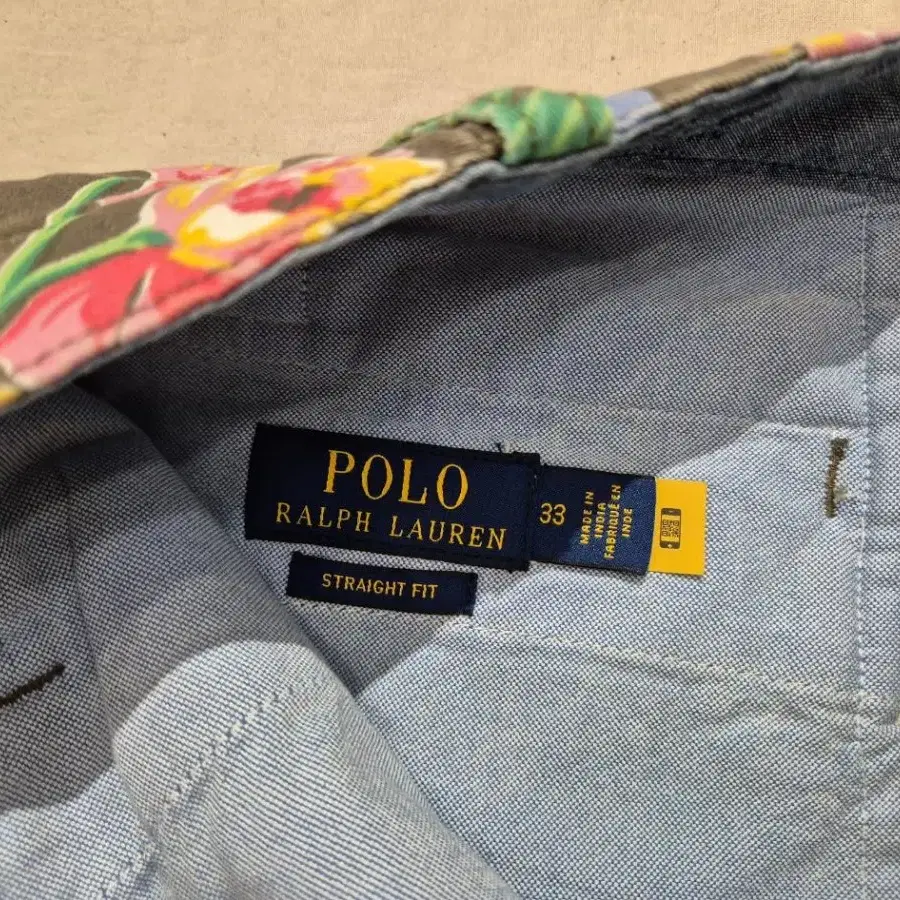 POLO
RALPH LAUREN
33
MADE IN
INDIA
FABRIQUÉ EN
INDE
STRAIGHT FIT